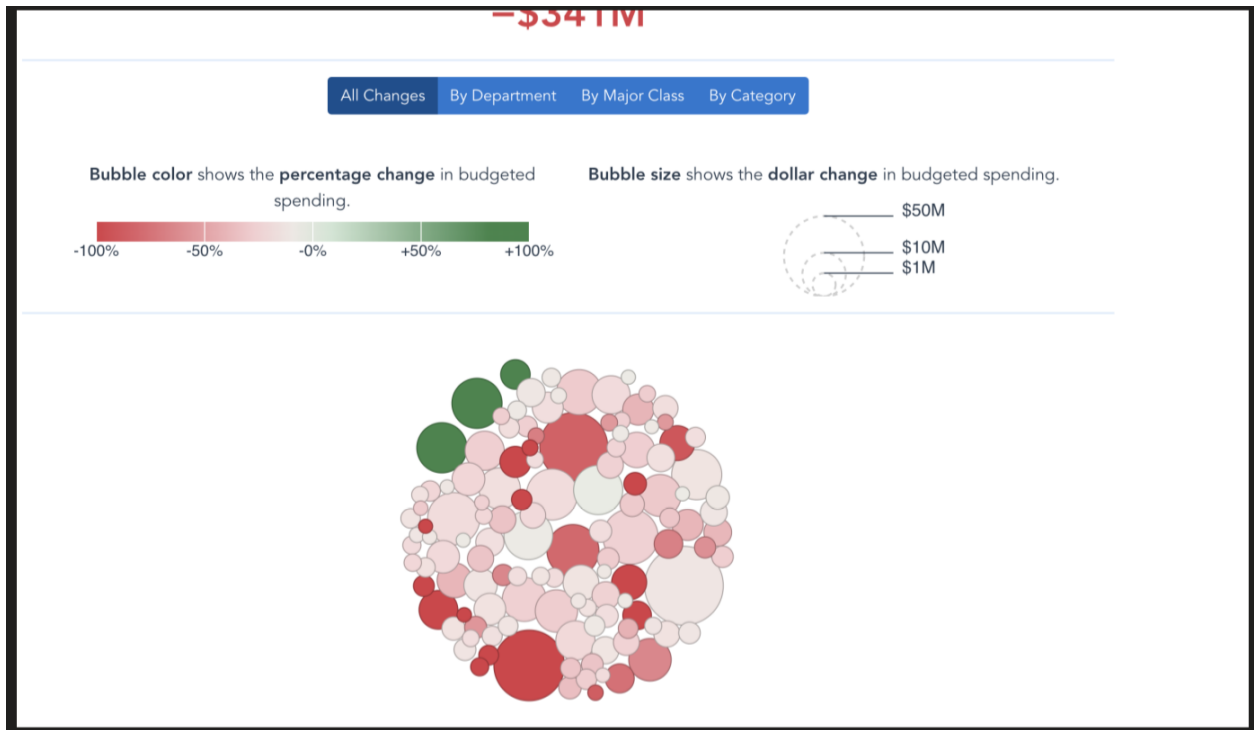 –$341M
All Changes By Department By Major Class By Category
Bubble color shows the percentage change in budgeted
spending.
-100% -50% -0% +50% +100%
Bubble size shows the dollar change in budgeted spending.
$50M
$10M
$1M